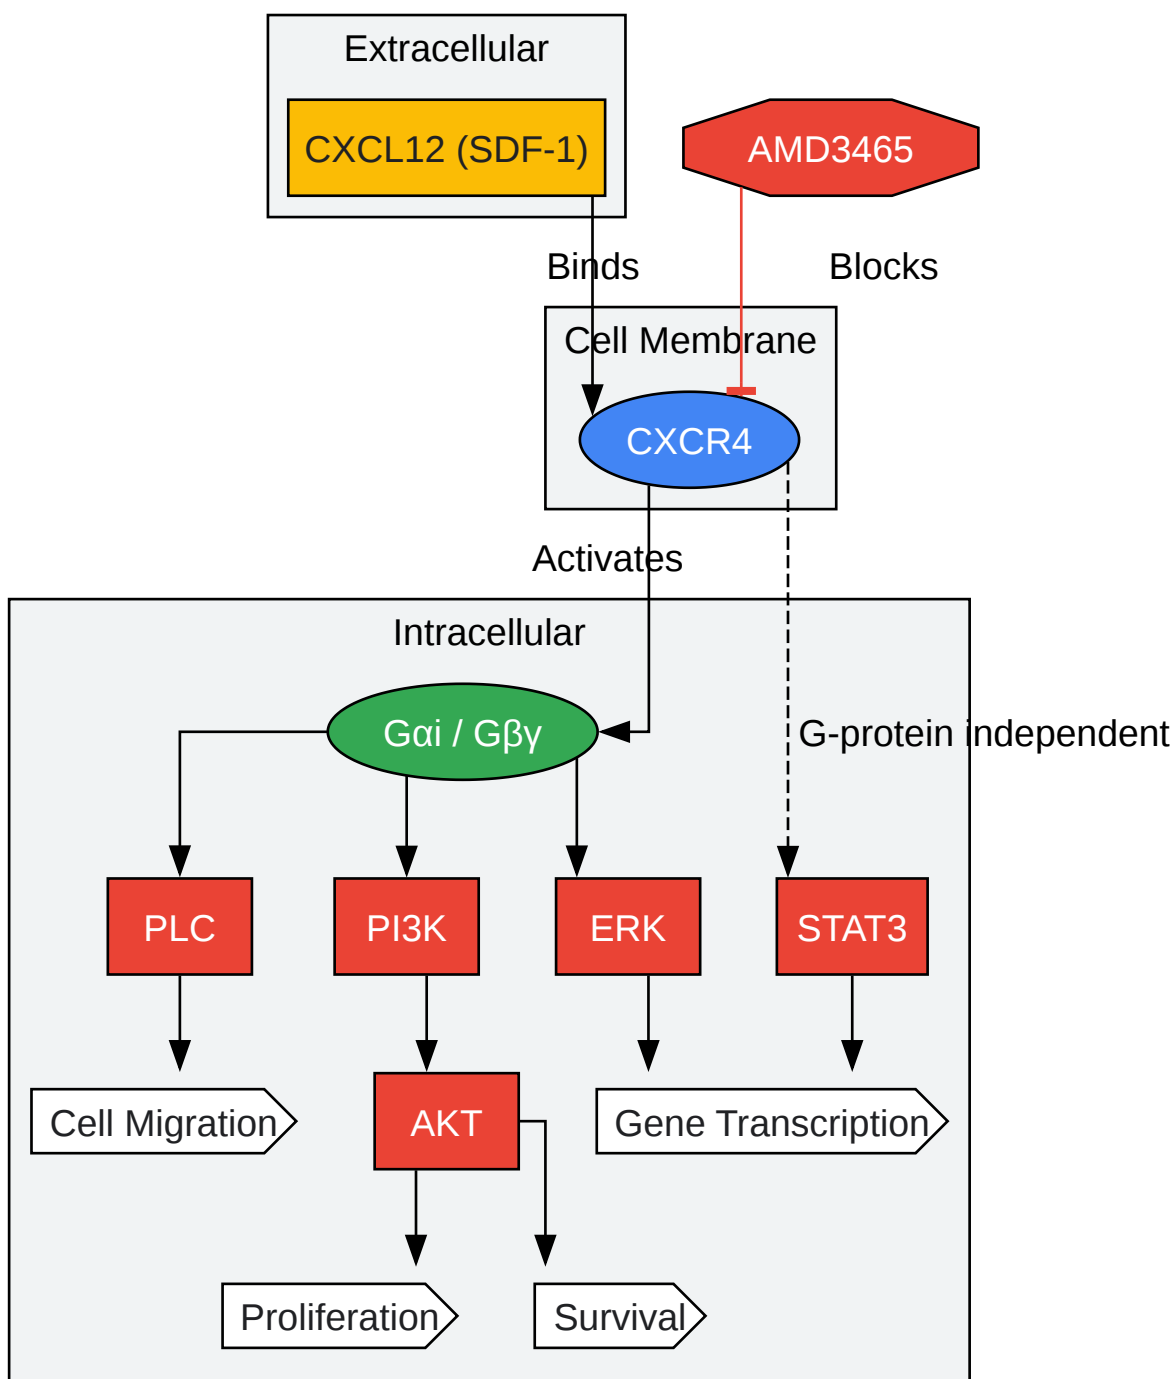 Extracellular
CXCL12 (SDF-1)
AMD3465
Binds
Blocks
Cell Membrane
CXCR4
Activates
Intracellular
Gαi / Gβγ
G-protein independent
PLC
PI3K
ERK
STAT3
Cell Migration
AKT
Gene Transcription
Proliferation
Survival